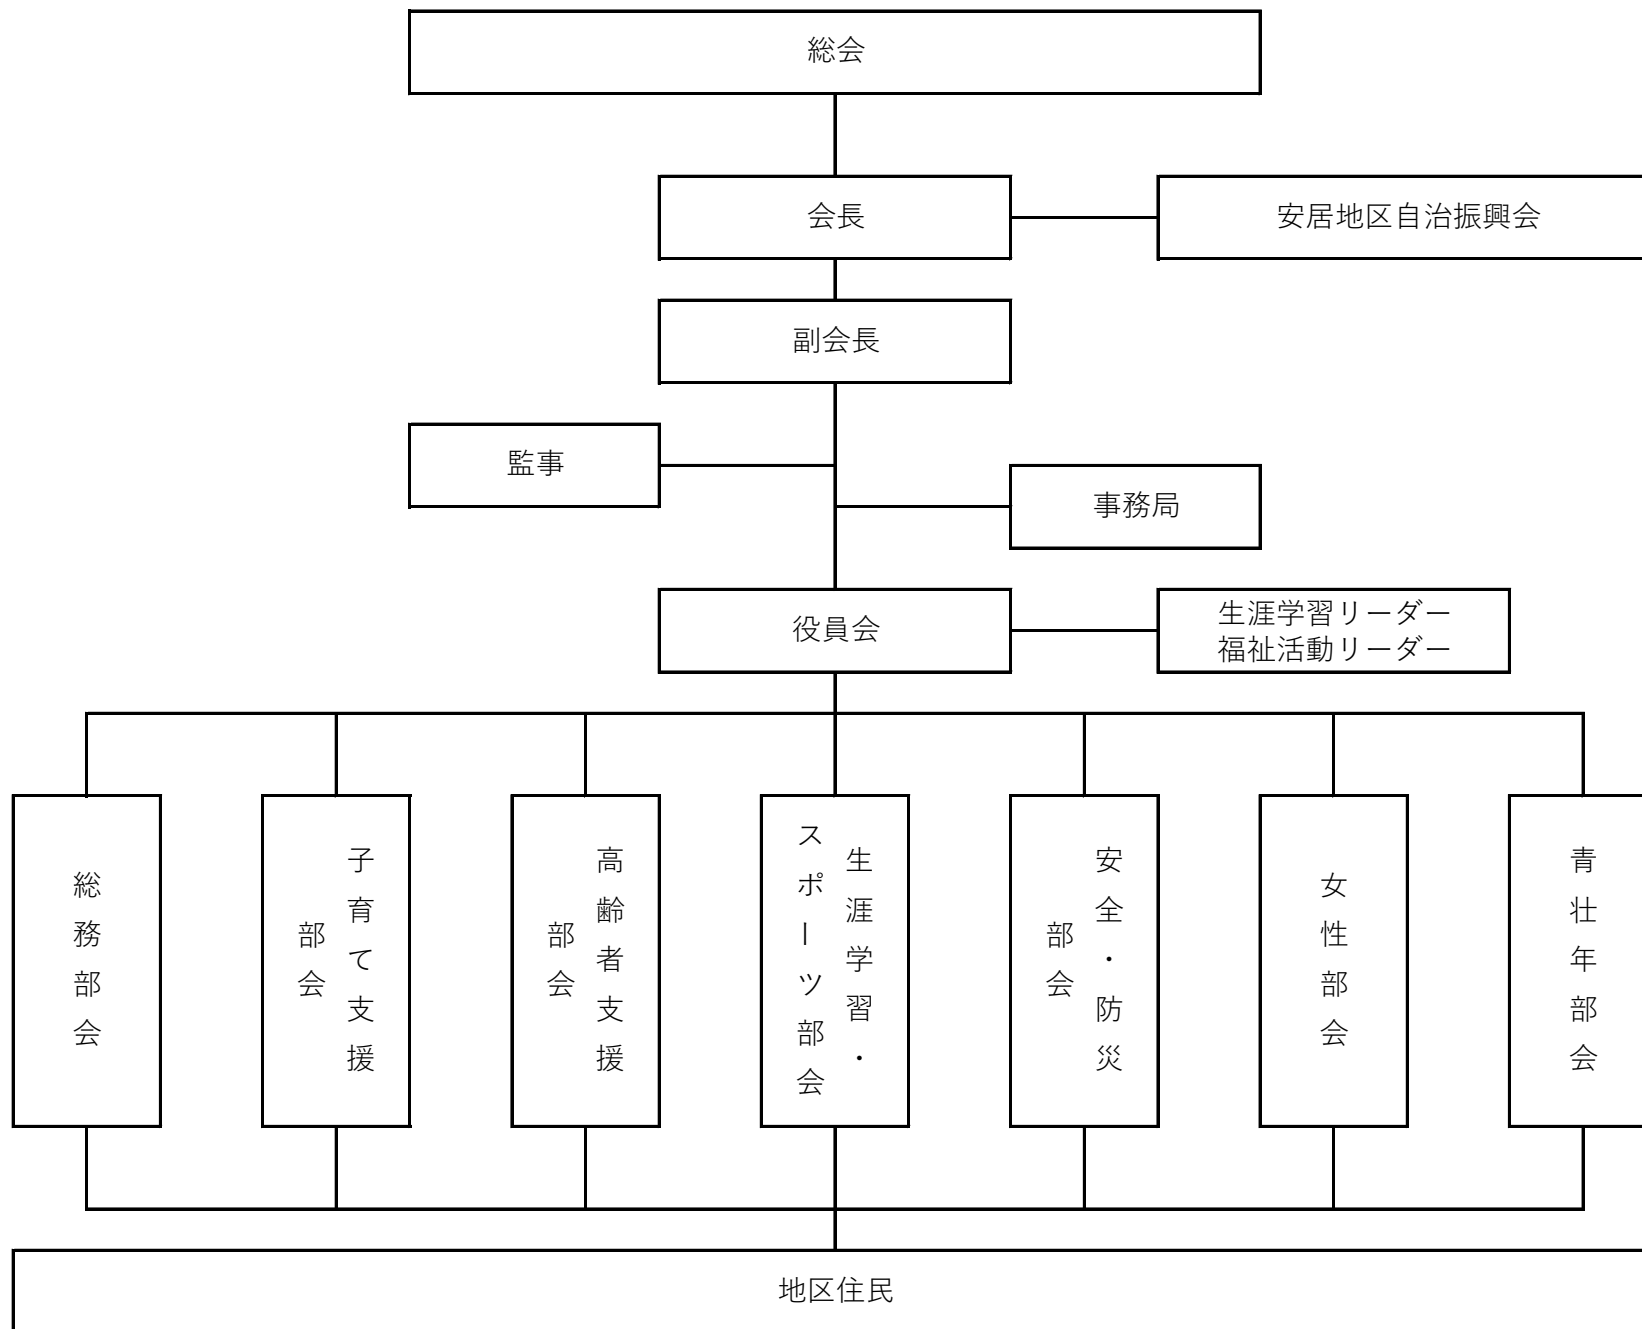 総会
会長
安居地区自治振興会
副会長
監事
事務局
役員会
生涯学習リーダー
福祉活動リーダー
総務部会
子育て支援
部会
高齢者支援
部会
生涯学習・
スポーツ部会
安全・防災
部会
女性部会
青壮年部会
地区住民